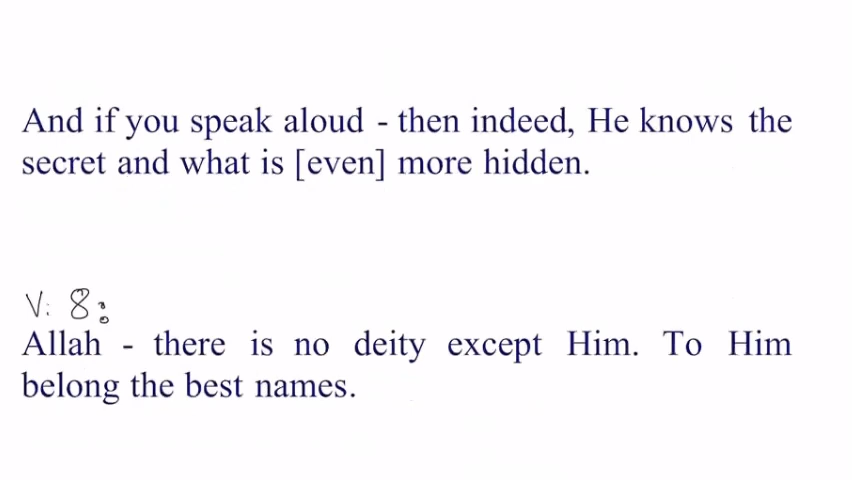 And if you speak aloud - then indeed, He knows the
secret and what is [even] more hidden.
V: 8:
Allah - there is no deity except Him. To Him
belong the best names.